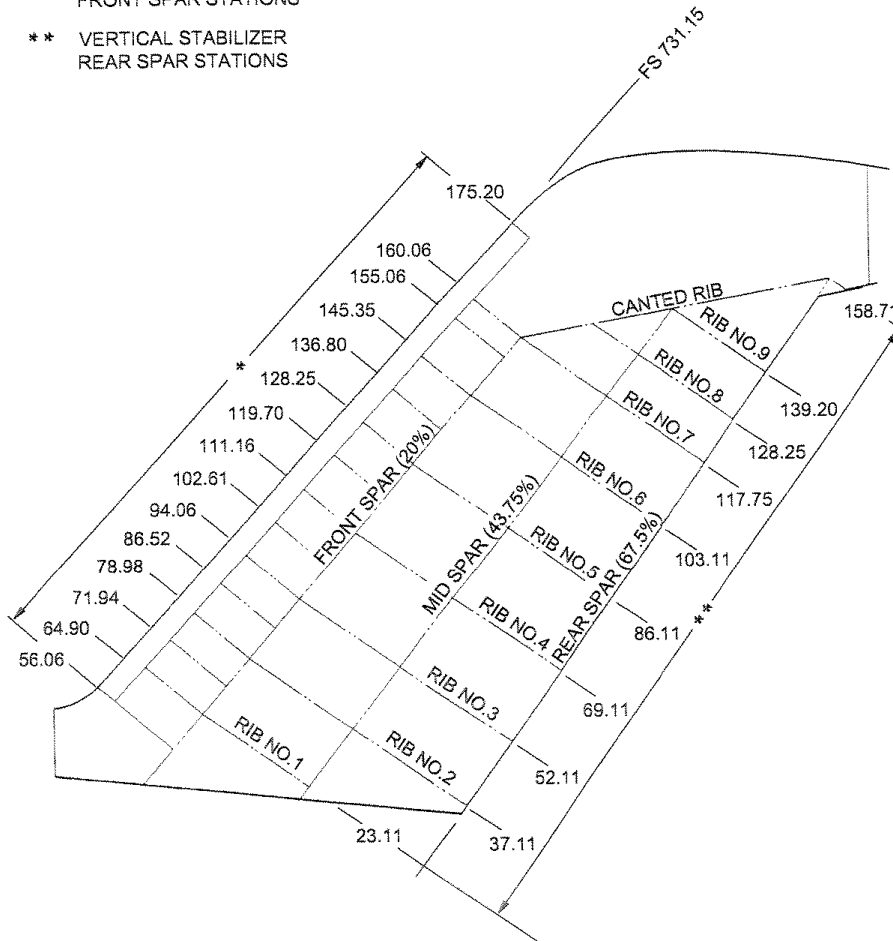 FRONT SPAR STATIONS
** VERTICAL STABILIZER
REAR SPAR STATIONS
FS 731.15
175.20
160.06
155.06
145.35
136.80
128.25
119.70
111.16
102.61
94.06
86.52
78.98
71.94
64.90
56.06
*
CANTED RIB
RIB NO.9
RIB NO.8
RIB NO.7
RIB NO.6
RIB NO.5
RIB NO.4
RIB NO.3
RIB NO.2
RIB NO.1
FRONT SPAR (20%)
MID SPAR (43.75%)
REAR SPAR (67.5%)
158.71
139.20
128.25
117.75
103.11
86.11
**
69.11
52.11
37.11
23.11